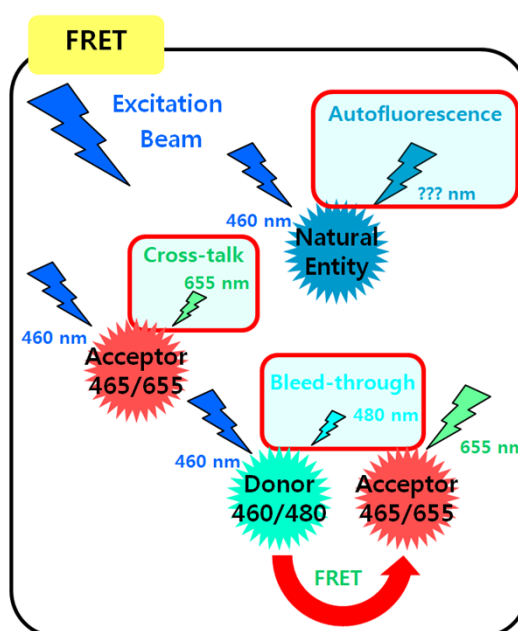 FRET
Excitation
Beam
Autofluorescence
??? nm
460 nm
Natural
Entity
Cross-talk
655 nm
460 nm
Acceptor
465/655
Bleed-through
480 nm
460 nm
655 nm
Donor
460/480
Acceptor
465/655
FRET